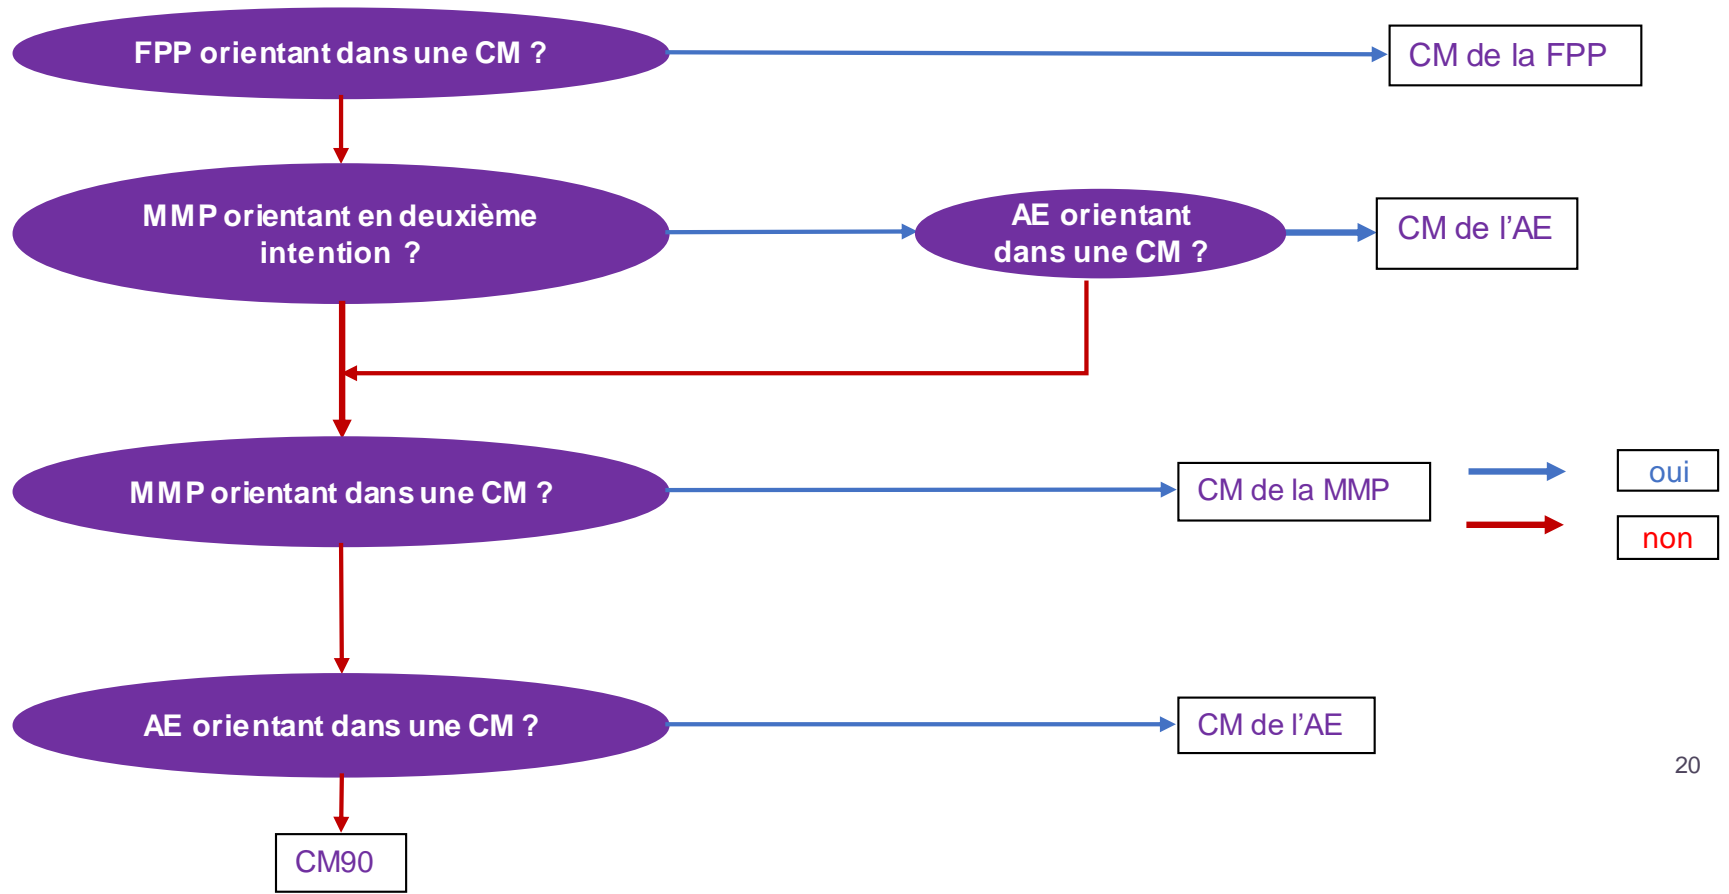 FPP orientant dans une CM ?
CM de la FPP
MMP orientant en deuxième
intention ?
AE orientant
dans une CM ?
CM de l’AE
MMP orientant dans une CM ?
CM de la MMP
oui
non
AE orientant dans une CM ?
CM de l’AE
20
CM90